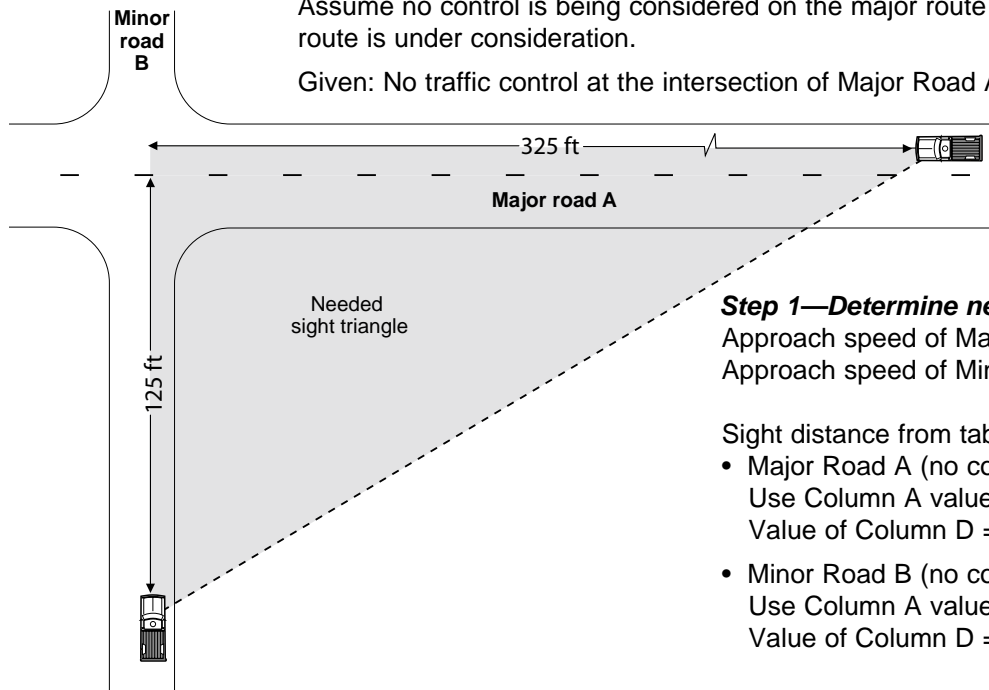 Assume no control is being considered on the major route
route is under consideration.
Given: No traffic control at the intersection of Major Road
Minor
road
B
325 ft
Major road A
Needed
sight triangle
125 ft
Step 1—Determine
Approach speed of
Approach speed of
Sight distance from
• Major Road A (no
Use Column A value
Value of Column D =
• Minor Road B (no
Use Column A value
Value of Column D =